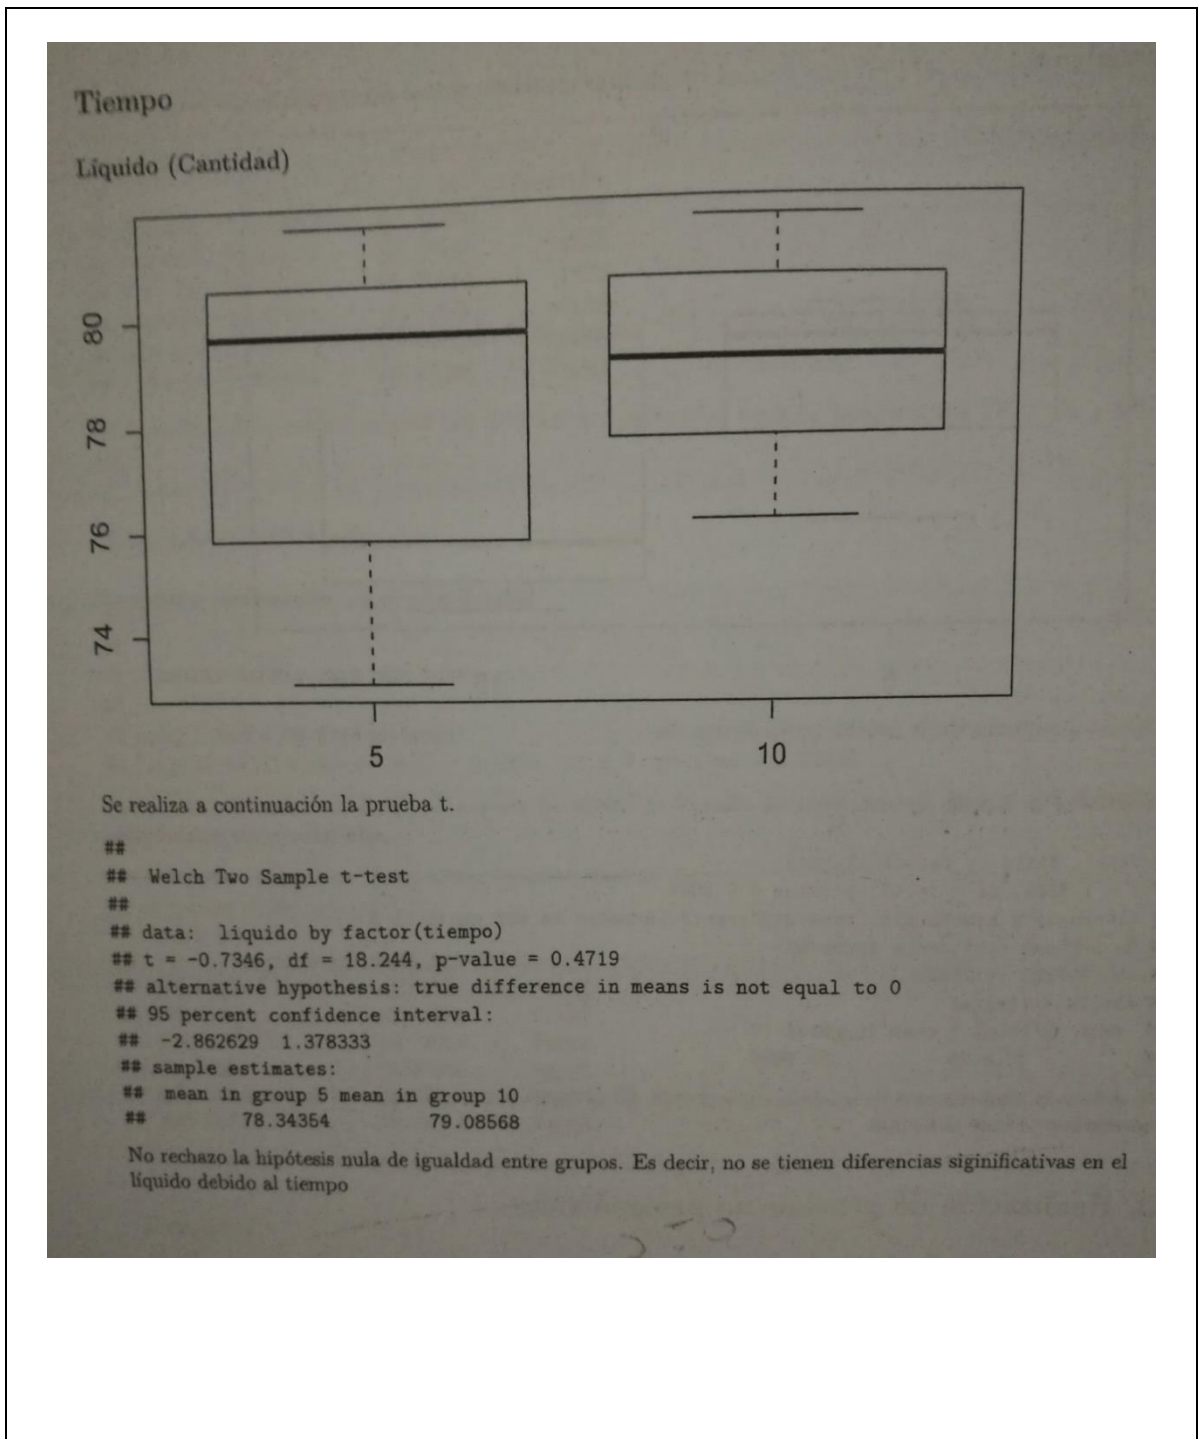 Tiempo
Líquido (Cantidad)
80
78
76
74
5
10
Se realiza a continuación la prueba t.
##
## Welch Two Sample t-test
##
## data: liquido by factor(tiempo)
## t = -0.7346, df = 18.244, p-value = 0.4719
## alternative hypothesis: true difference in means is not equal to 0
## 95 percent confidence interval:
## -2.862629 1.378333
## sample estimates:
## mean in group 5 mean in group 10
## 78.34354 79.08568
No rechazo la hipótesis nula de igualdad entre grupos. Es decir, no se tienen diferencias siginificativas en el
líquido debido al tiempo